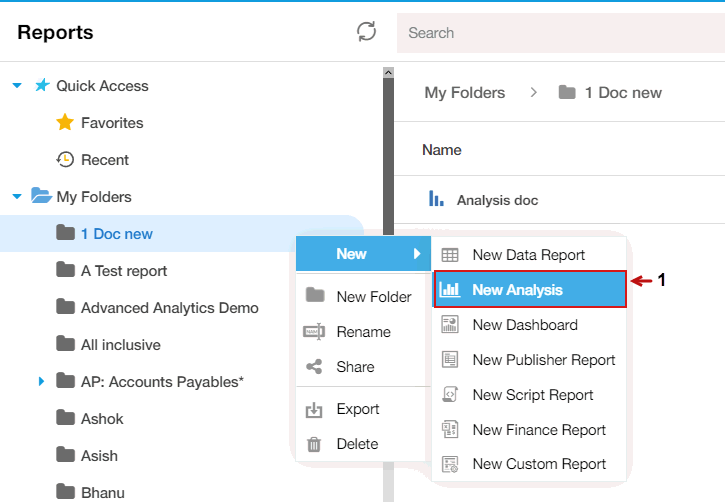 Reports
Search
Quick Access
Favorites
Recent
My Folders
1 Doc new
A Test report
Advanced Analytics Demo
All inclusive
AP: Accounts Payables*
Ashok
Asish
Bhanu
My Folders > 1 Doc new
Name
Analysis doc
New
New Folder
Rename
Share
Export
Delete
New Data Report
New Analysis
1
New Dashboard
New Publisher Report
New Script Report
New Finance Report
New Custom Report